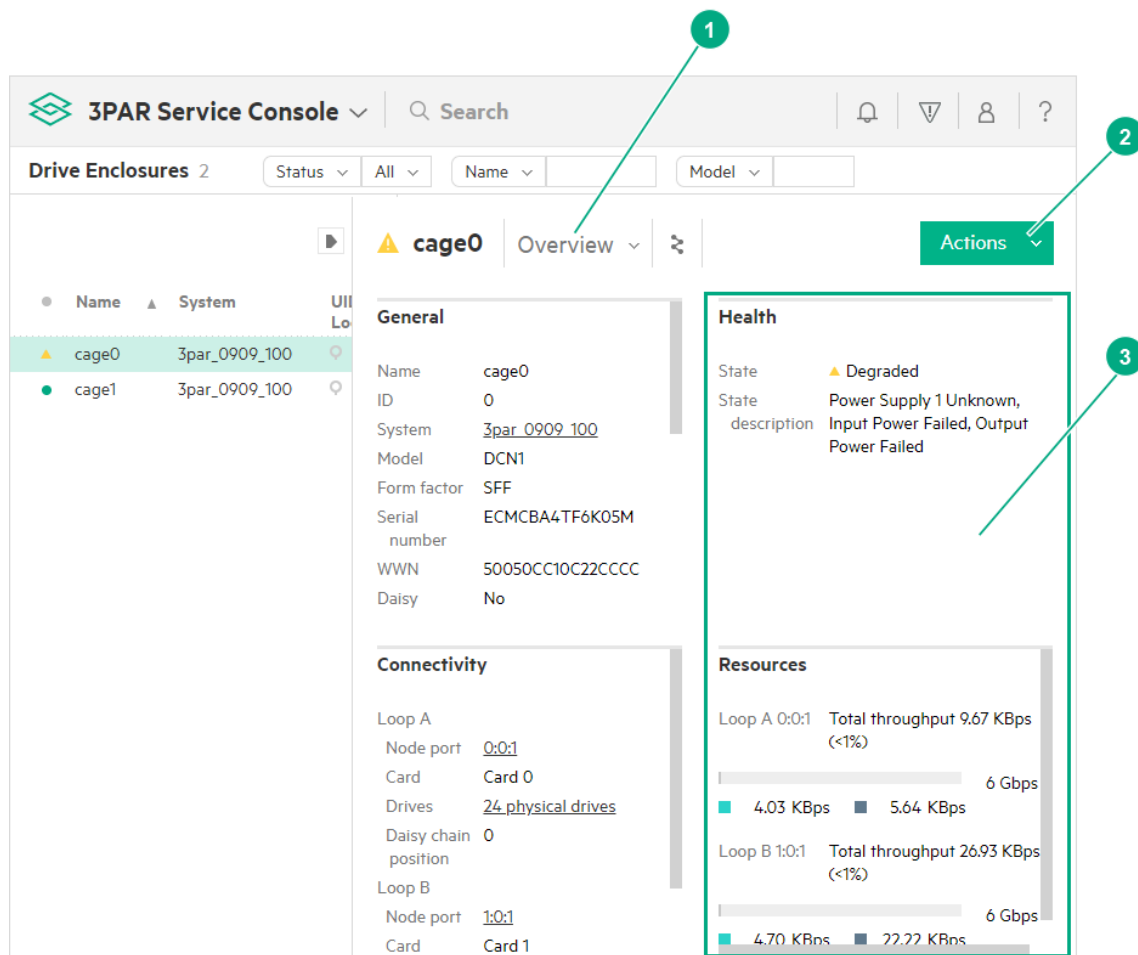 1
3PAR Service Console
Search
?
2
Drive Enclosures 2
Status
All
Name
Model
cage0
Overview
Actions
Name
System
UII
Lo
cage0 3par_0909_100
cage1 3par_0909_100
General
Name cage0
ID 0
System 3par_0909_100
Model DCN1
Form factor SFF
Serial ECMCBA4TF6K05M
number
WWN 50050CC10C22CCCC
Daisy No
Health
3
State Degraded
State Power Supply 1 Unknown,
description Input Power Failed, Output
Power Failed
Connectivity
Loop A
Node port 0:0:1
Card Card 0
Drives 24 physical drives
Daisy chain 0
position
Loop B
Node port 1:0:1
Card Card 1
Resources
Loop A 0:0:1 Total throughput 9.67 KBps
(<1%)
6 Gbps
4.03 KBps 5.64 KBps
Loop B 1:0:1 Total throughput 26.93 KBps
(<1%)
6 Gbps
4.70 KBps 22.22 KBps